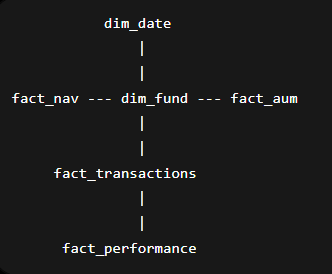 dim_date
|
|
fact_nav --- dim_fund --- fact_aum
|
|
fact_transactions
|
|
fact_performance